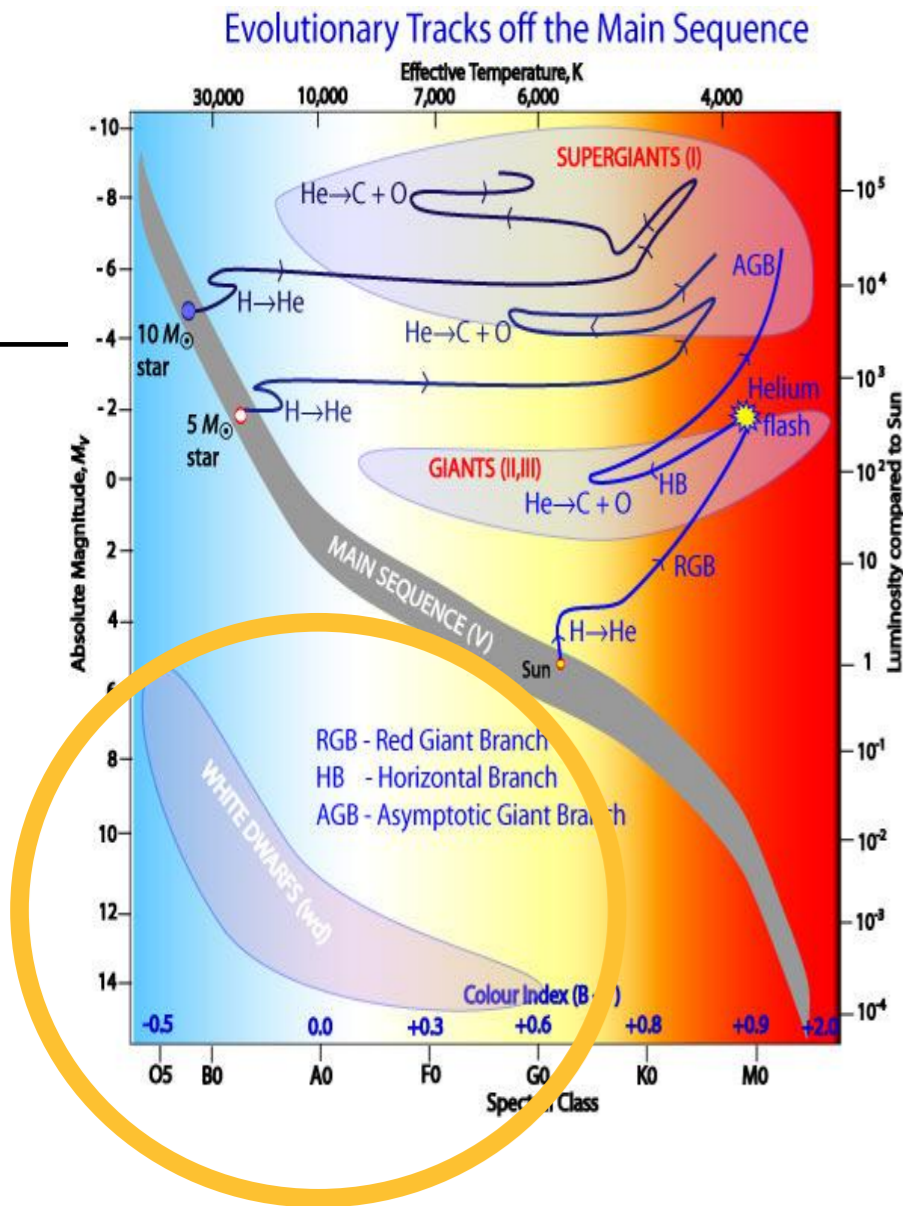 Evolutionary Tracks off the Main Sequence
Effective Temperature, K
30,000 10,000 7,000 6,000 4,000
-10
-8
-6
-4
-2
0
2
4
6
8
10
12
14
Absolute Magnitude, Mv
SUPERGIANTS (I)
He→C + O
H→He
10 M⊙
star
AGB
He→C + O
H→He
5 M⊙
star
Helium
flash
GIANTS (II,III)
HB
He→C + O
RGB
MAIN SEQUENCE (V)
H→He
Sun
RGB - Red Giant Branch
HB - Horizontal Branch
AGB - Asymptotic Giant Branch
WHITE DWARFS (wd)
10⁵
10⁴
10³
10²
10
1
10⁻¹
10⁻²
10⁻³
10⁻⁴
Luminosity compared to Sun
Colour Index (B
-0.5 0.0 +0.3 +0.6 +0.8 +0.9 +2.0
O5 B0 A0 F0 G0 K0 M0
Class